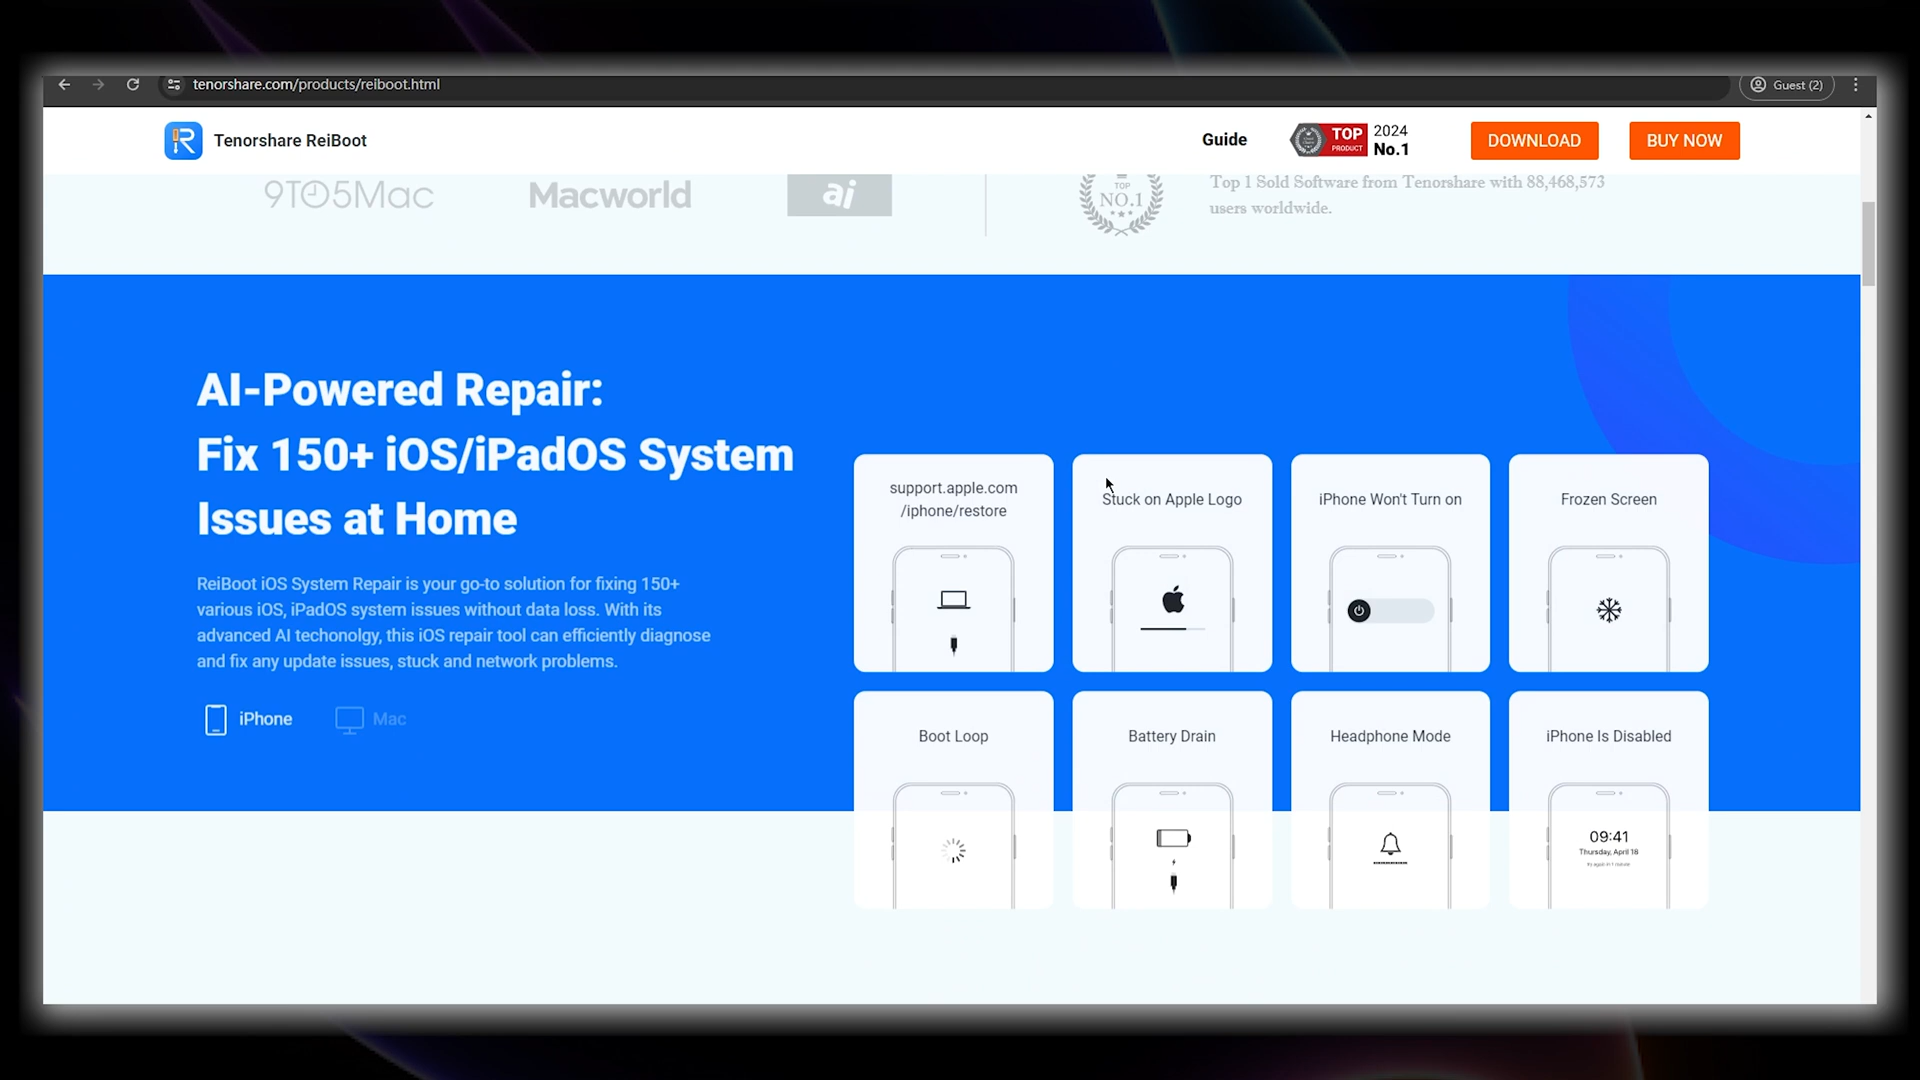 tenorshare.com/products/reiboot.html
Guest (2)
Tenorshare ReiBoot
Guide
TOP
PRODUCT
2024
No.1
DOWNLOAD
BUY NOW
9TO5Mac
Macworld
ai
TOP
NO.1
Top 1 Sold Software from Tenorshare with 88,468,573
users worldwide.
AI-Powered Repair:
Fix 150+ iOS/iPadOS System
Issues at Home
ReiBoot iOS System Repair is your go-to solution for fixing 150+
various iOS, iPadOS system issues without data loss. With its
advanced AI techonolgy, this iOS repair tool can efficiently diagnose
and fix any update issues, stuck and network problems.
iPhone
Mac
support.apple.com
/iphone/restore
Stuck on Apple Logo
iPhone Won't Turn on
Frozen Screen
Boot Loop
Battery Drain
Headphone Mode
iPhone Is Disabled
09:41
Thursday, April 18
try again in 1 minute